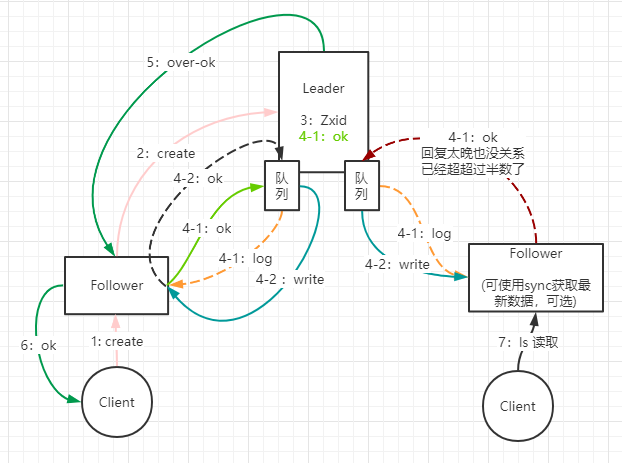 5: over-ok
Leader
3: Zxid
4-1: ok
2: create
4-2: ok
队
列
队
列
4-1: ok
回复太晚也没关系
已经超超过半数了
4-1: ok
4-1: log
4-2 : write
4-1: log
4-2: write
Follower
Follower
(可使用sync获取最
新数据，可选)
6: ok
1: create
7: ls 读取
Client
Client